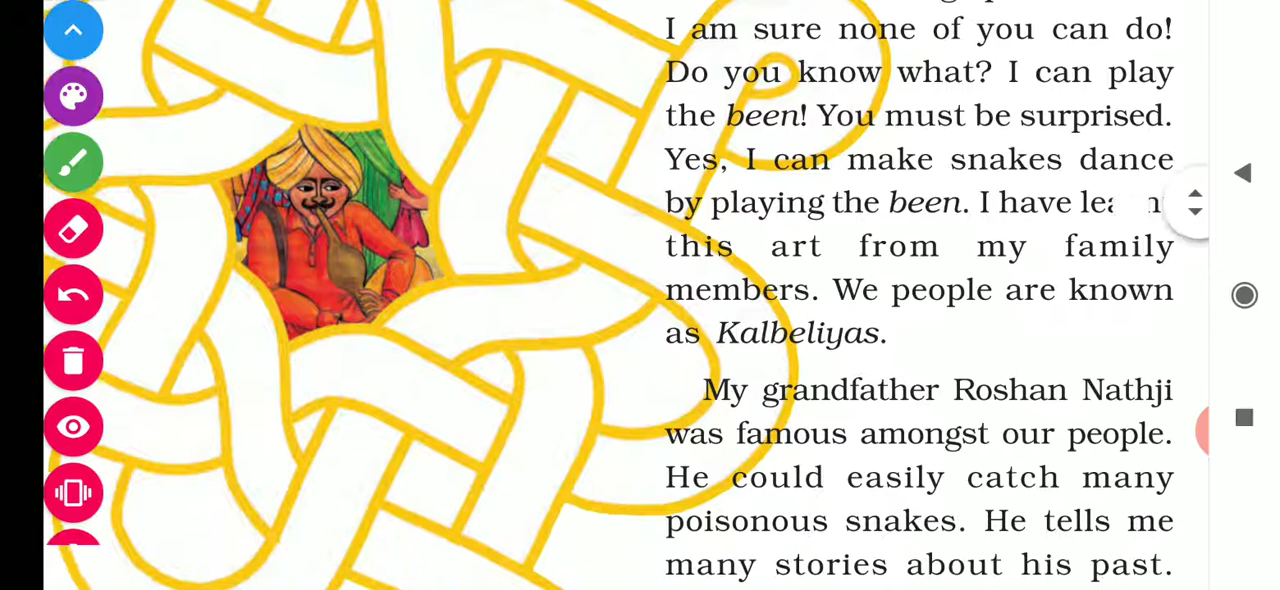 I am sure none of you can do!
Do you know what? I can play
the been! You must be surprised.
Yes, I can make snakes dance
by playing the been. I have
this art from my family
members. We people are known
as Kalbeliyas.
My grandfather Roshan Nathji
was famous amongst our people.
He could easily catch many
poisonous snakes. He tells me
many stories about his past.